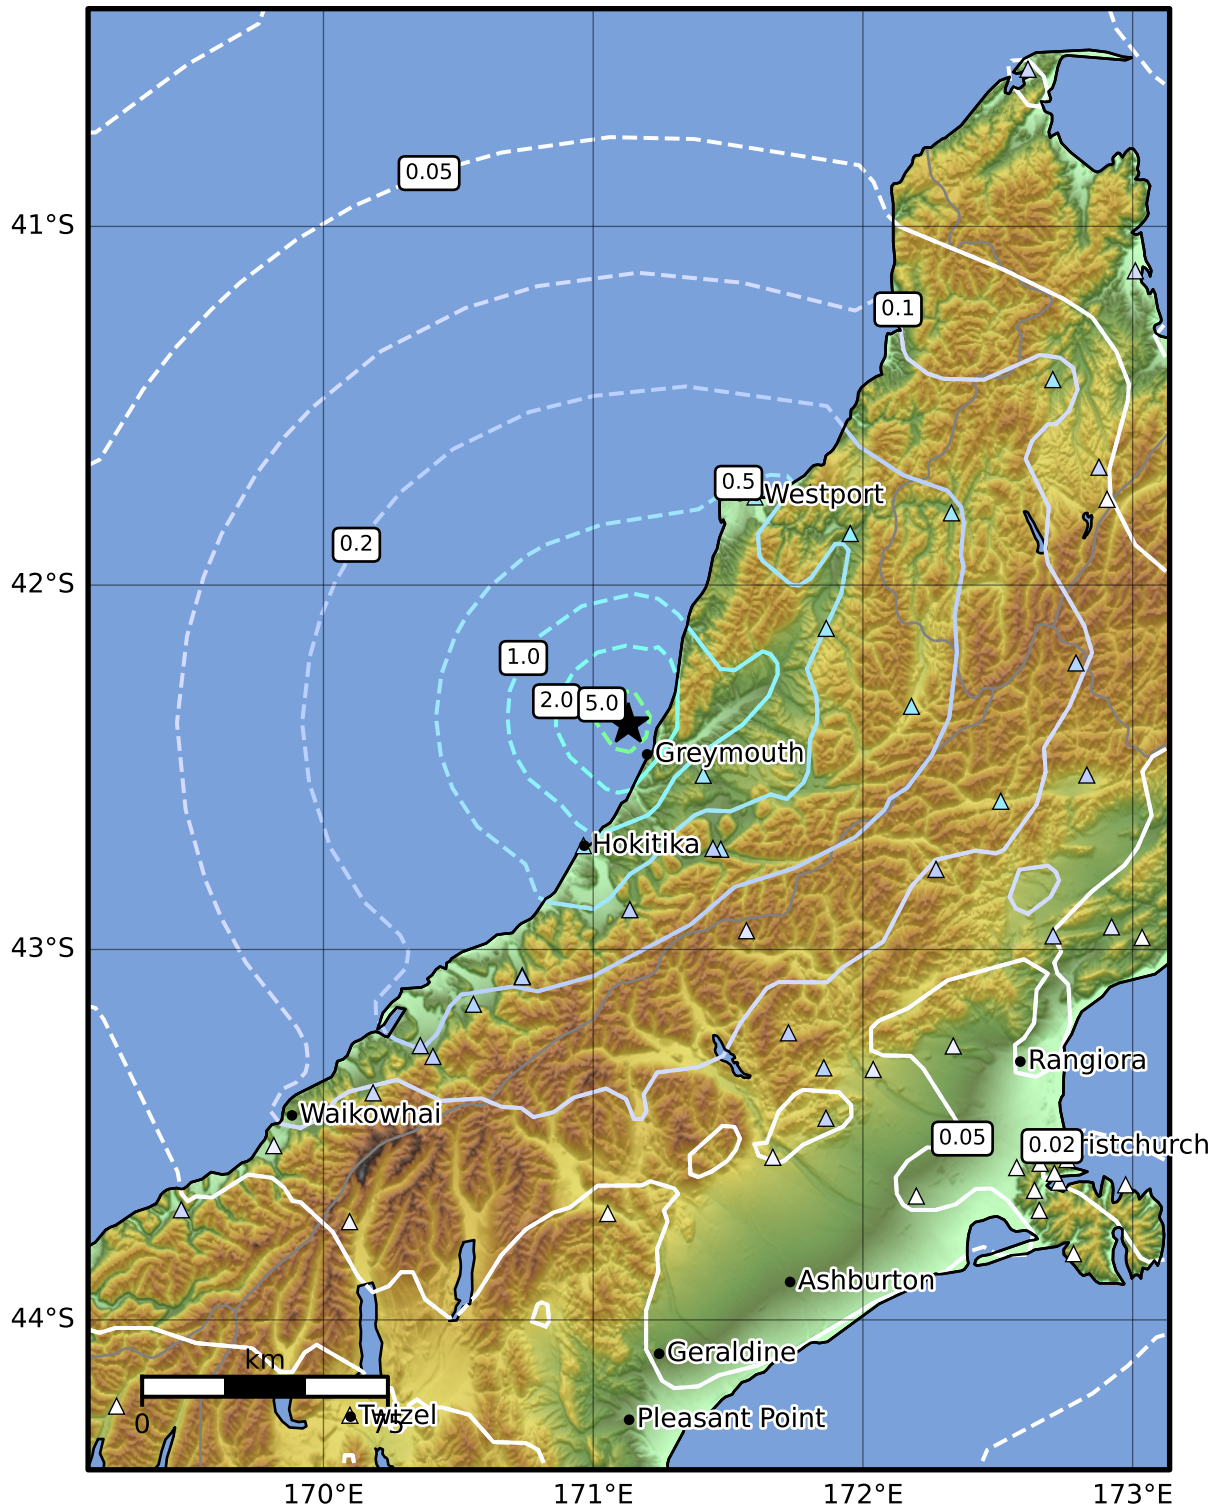 0.05
41°S
0.1
0.5
Westport
0.2
42°S
1.0
2.0
5.0
Greymouth
Hokitika
43°S
Rangiora
Waikowhai
0.05
0.02
ristchurch
Ashburton
44°S
Geraldine
km
0
75
Twizel
Pleasant Point
170°E
171°E
172°E
173°E